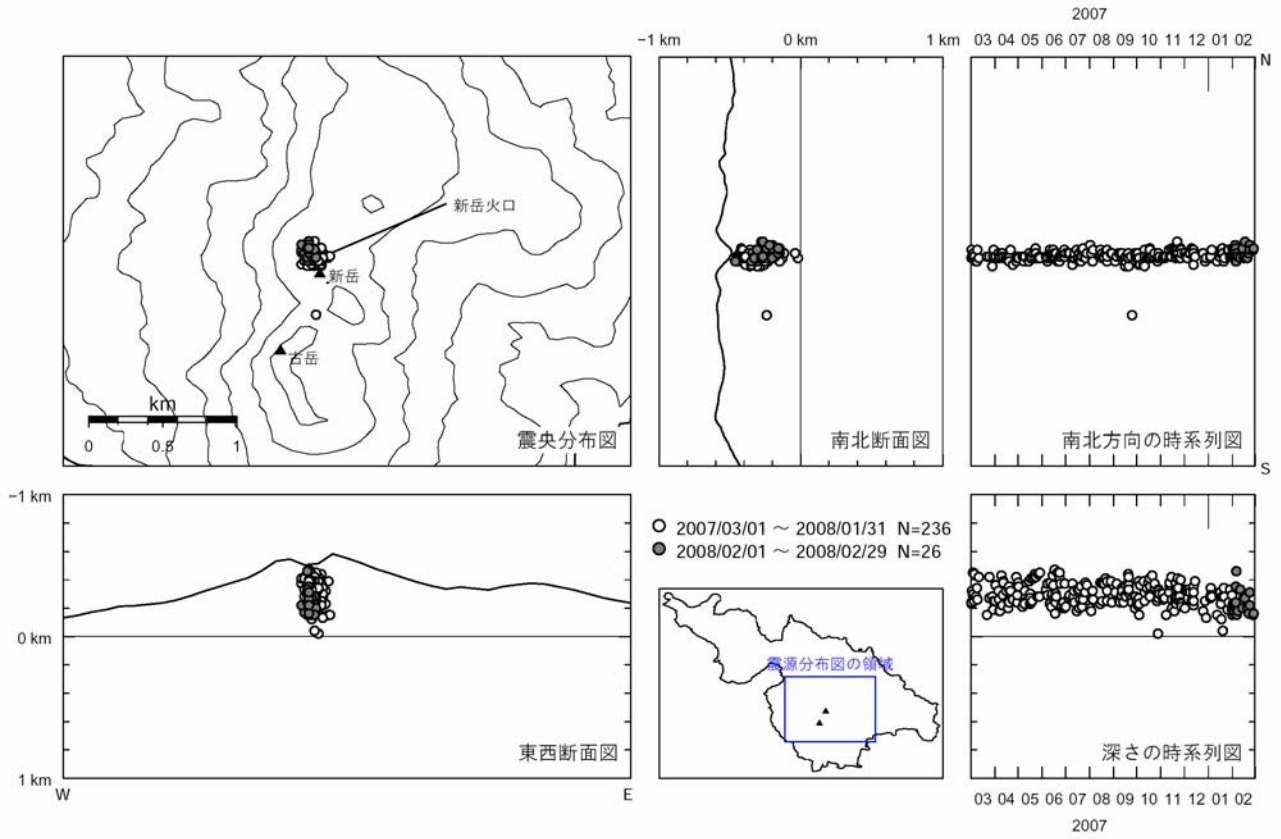 2007
−1 km 0 km 1 km
03 04 05 06 07 08 09 10 11 12 01 02
N
新岳火口
新岳
古岳
km
0 0.5 1
震央分布図
南北断面図
南北方向の時系列図
S
−1 km
0 km
1 km
W
E
東西断面図
2007/03/01 ～ 2008/01/31 N=236
2008/02/01 ～ 2008/02/29 N=26
震源分布図の領域
深さの時系列図
03 04 05 06 07 08 09 10 11 12 01 02
2007